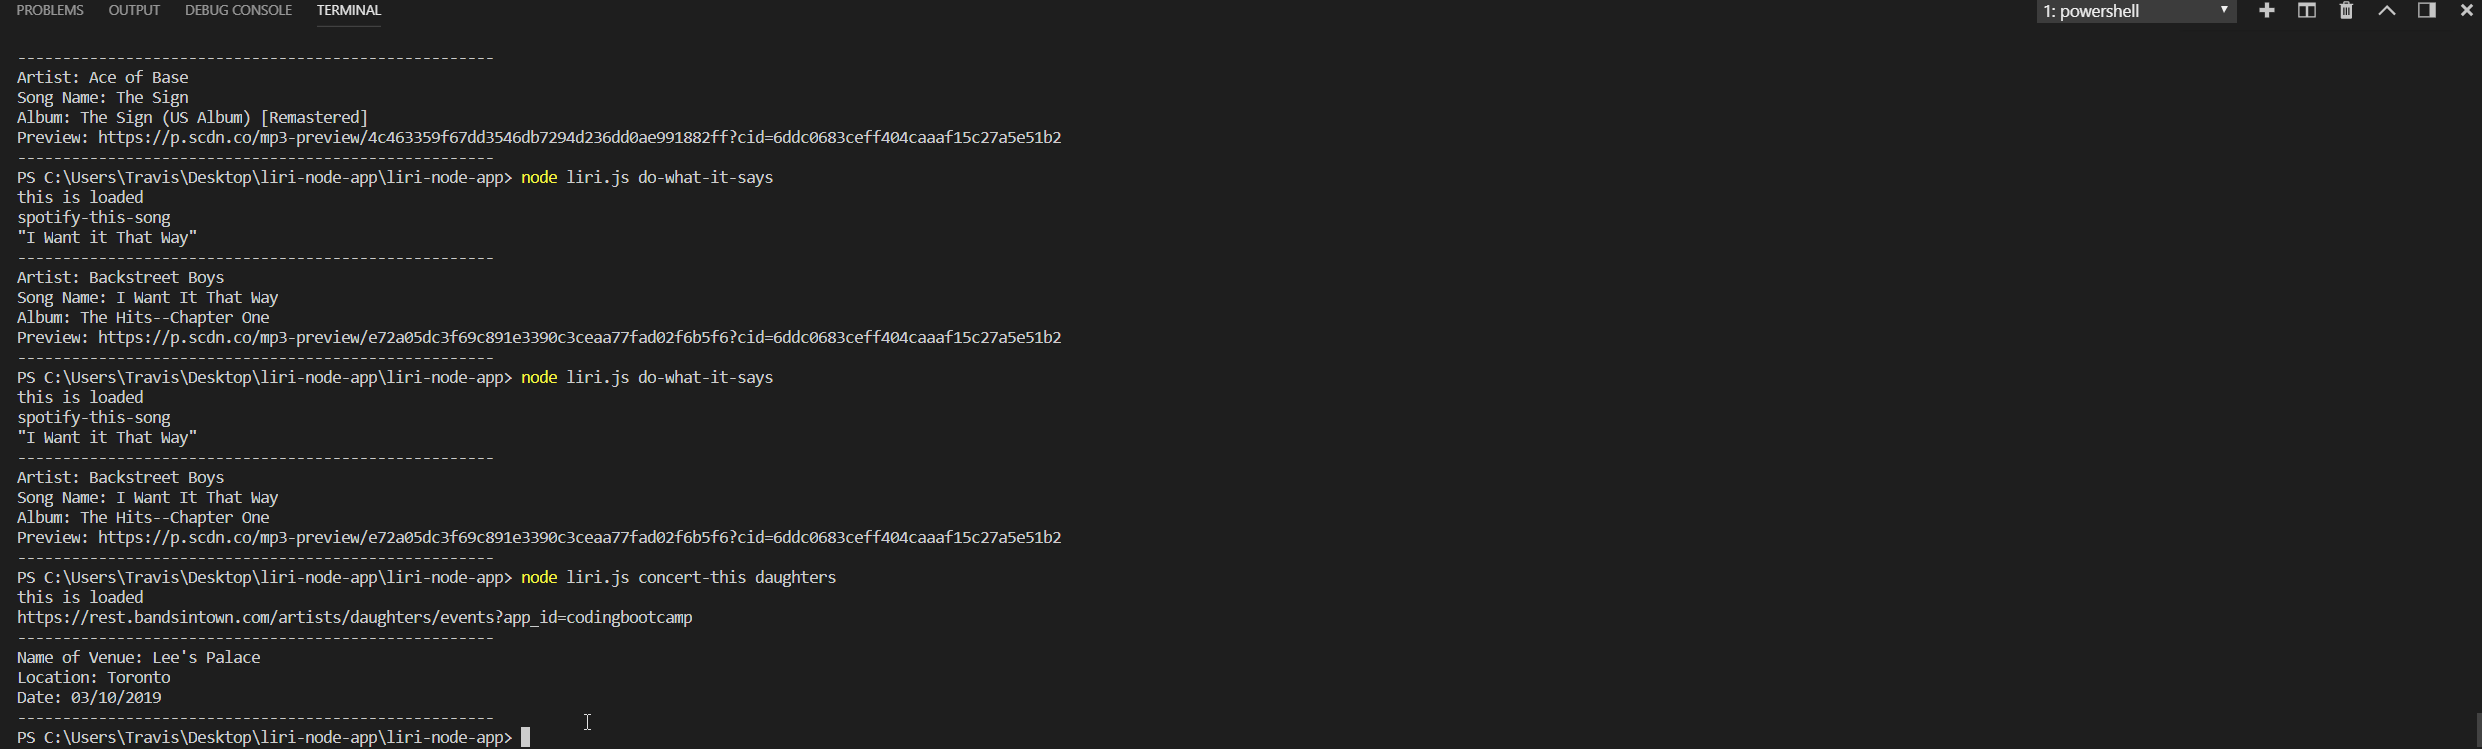 PROBLEMS OUTPUT DEBUG CONSOLE TERMINAL 1: powershell
-----------------------------------------------------
Artist: Ace of Base
Song Name: The Sign
Album: The Sign (US Album) [Remastered]
Preview: https://p.scdn.co/mp3-preview/4c463359f67dd3546db7294d236dd0ae991882ff?cid=6ddc0683ceff404caaaf15c27a5e51b2
-----------------------------------------------------
PS C:\Users\Travis\Desktop\liri-node-app\liri-node-app> node liri.js do-what-it-says
this is loaded
spotify-this-song
"I Want it That Way"
-----------------------------------------------------
Artist: Backstreet Boys
Song Name: I Want It That Way
Album: The Hits--Chapter One
Preview: https://p.scdn.co/mp3-preview/e72a05dc3f69c891e3390c3ceaa77fad02f6b5f6?cid=6ddc0683ceff404caaaf15c27a5e51b2
-----------------------------------------------------
PS C:\Users\Travis\Desktop\liri-node-app\liri-node-app> node liri.js do-what-it-says
this is loaded
spotify-this-song
"I Want it That Way"
-----------------------------------------------------
Artist: Backstreet Boys
Song Name: I Want It That Way
Album: The Hits--Chapter One
Preview: https://p.scdn.co/mp3-preview/e72a05dc3f69c891e3390c3ceaa77fad02f6b5f6?cid=6ddc0683ceff404caaaf15c27a5e51b2
-----------------------------------------------------
PS C:\Users\Travis\Desktop\liri-node-app\liri-node-app> node liri.js concert-this daughters
this is loaded
https://rest.bandsintown.com/artists/daughters/events?app_id=codingbootcamp
-----------------------------------------------------
Name of Venue: Lee's Palace
Location: Toronto
Date: 03/10/2019
-----------------------------------------------------
PS C:\Users\Travis\Desktop\liri-node-app\liri-node-app>